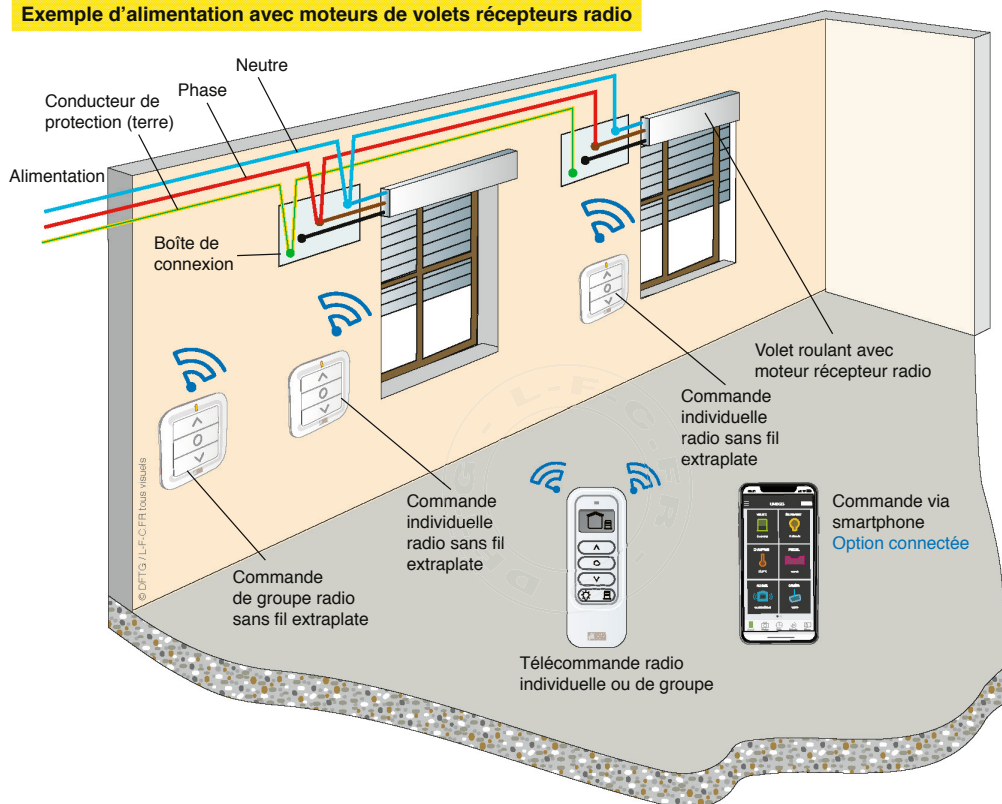 Exemple d'alimentation avec moteurs de volets récepteurs radio
Neutre
Phase
Conducteur de
protection (terre)
Alimentation
Boîte de
connexion
Volet roulant avec
moteur récepteur radio
Commande
individuelle
radio sans fil
extraplate
Commande
individuelle
radio sans fil
extraplate
Commande via
smartphone
Option connectée
Commande
de groupe radio
sans fil extraplate
Télécommande radio
individuelle ou de groupe
© DFTG / L-F-C.FR tous visuels